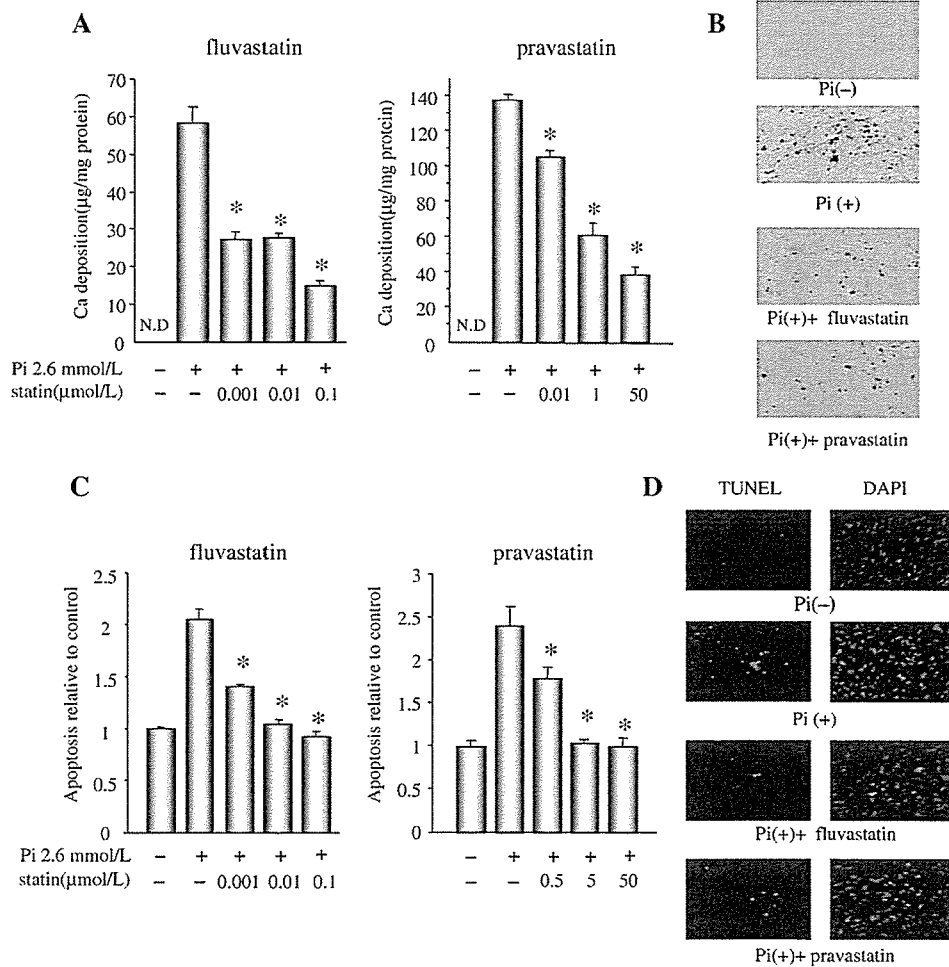 A
fluvastatin
Ca deposition(μg/mg protein)
70
60
50
40
30
20
10
0
N.D
*
*
*
Pi 2.6 mmol/L – + + + +
statin(μmol/L) – – 0.001 0.01 0.1
pravastatin
Ca deposition(μg/mg protein)
140
120
100
80
60
40
20
0
N.D
*
*
*
– + + + +
– – 0.01 1 50
B
Pi(–)
Pi (+)
Pi(+)+ fluvastatin
Pi(+)+ pravastatin
C
fluvastatin
Apoptosis relative to control
2.5
2
1.5
1
0.5
0
*
*
*
Pi 2.6 mmol/L – + + + +
statin(μmol/L) – – 0.001 0.01 0.1
pravastatin
Apoptosis relative to control
3
2.5
2
1.5
1
0.5
0
*
*
*
– + + + +
– – 0.5 5 50
D
TUNEL DAPI
Pi(–)
Pi (+)
Pi(+)+ fluvastatin
Pi(+)+ pravastatin